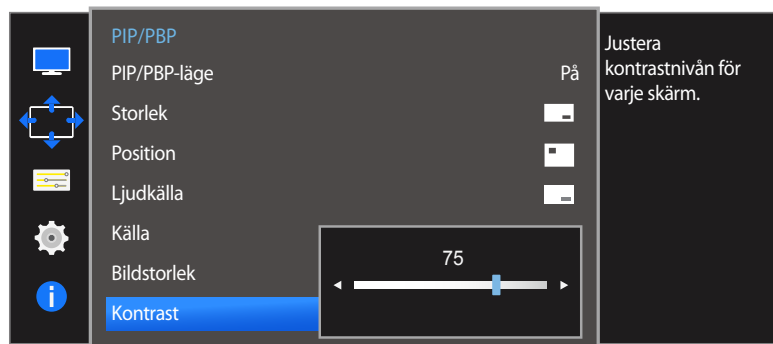 PIP/PBP
PIP/PBP-läge På
Storlek
Position
Ljudkälla
Källa
Bildstorlek
Kontrast
75
Justera
kontrastnivån för
varje skärm.